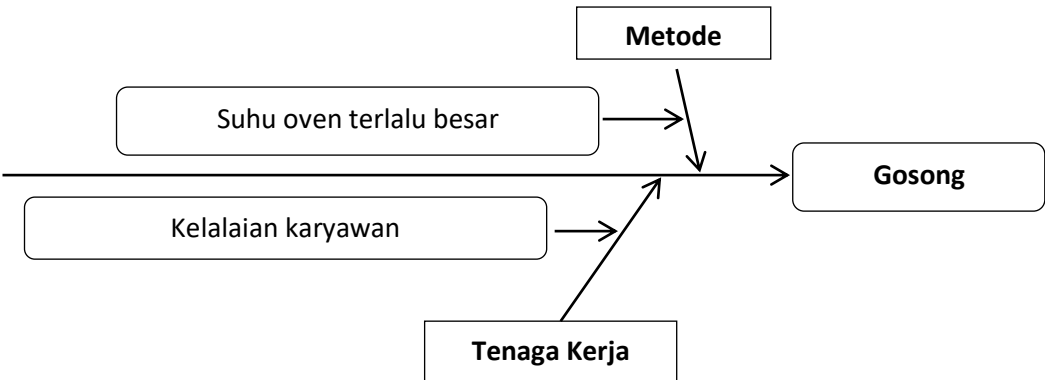 Metode
Suhu oven terlalu besar
Gosong
Kelalaian karyawan
Tenaga Kerja